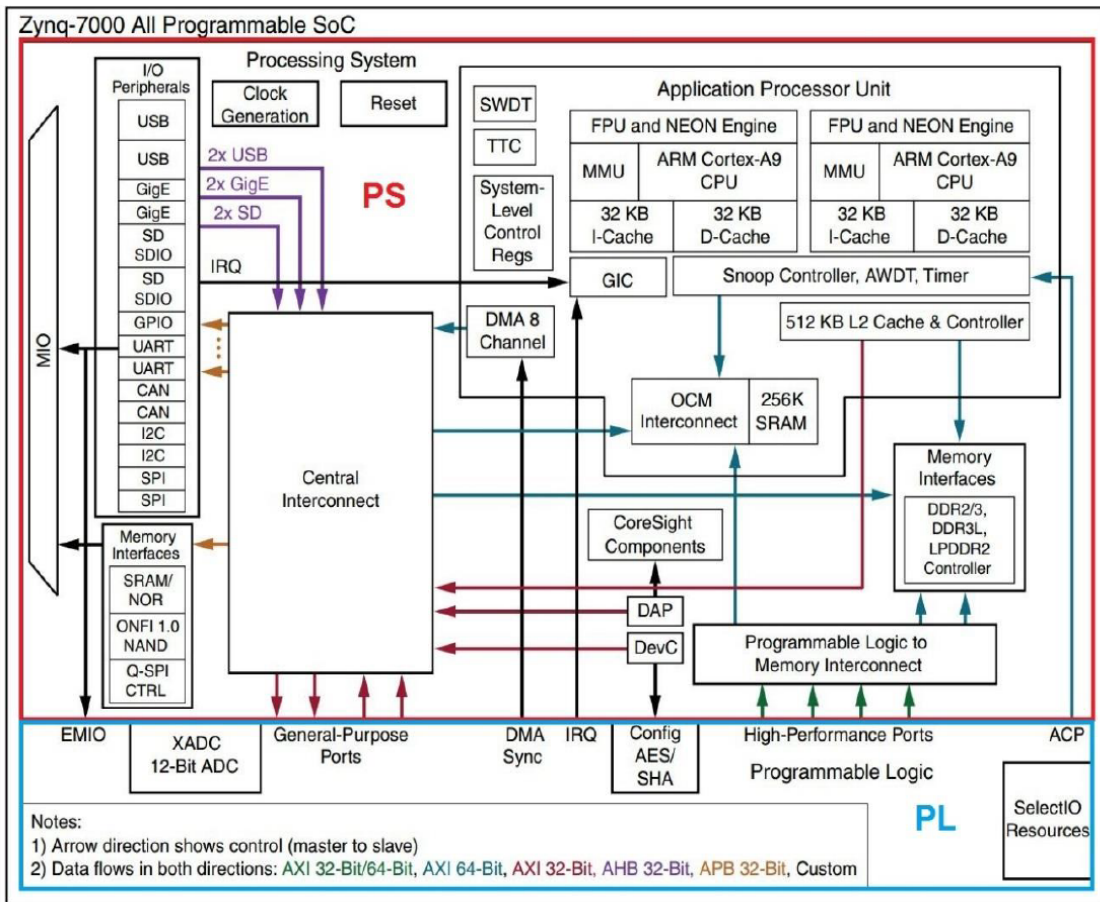 Zynq-7000 All Programmable SoC
Processing System
I/O
Peripherals
USB
USB
GigE
GigE
SD
SDIO
SD
SDIO
GPIO
UART
UART
CAN
CAN
I2C
I2C
SPI
SPI
MIO
Memory
Interfaces
SRAM/
NOR
ONFI 1.0
NAND
Q-SPI
CTRL
Clock
Generation
Reset
2x USB
2x GigE
2x SD
PS
IRQ
Central
Interconnect
Application Processor Unit
SWDT
TTC
System-
Level
Control
Regs
FPU and NEON Engine
MMU
ARM Cortex-A9
CPU
32 KB
I-Cache
32 KB
D-Cache
FPU and NEON Engine
MMU
ARM Cortex-A9
CPU
32 KB
I-Cache
32 KB
D-Cache
GIC
Snoop Controller, AWDT, Timer
DMA 8
Channel
512 KB L2 Cache & Controller
OCM
Interconnect
256K
SRAM
Memory
Interfaces
DDR2/3,
DDR3L,
LPDDR2
Controller
CoreSight
Components
DAP
DevC
Programmable Logic to
Memory Interconnect
EMIO
XADC
12-Bit ADC
General-Purpose
Ports
DMA
Sync
IRQ
Config
AES/
SHA
High-Performance Ports
ACP
Programmable Logic
PL
SelectIO
Resources
Notes:
1) Arrow direction shows control (master to slave)
2) Data flows in both directions: AXI 32-Bit/64-Bit, AXI 64-Bit, AXI 32-Bit, AHB 32-Bit, APB 32-Bit, Custom